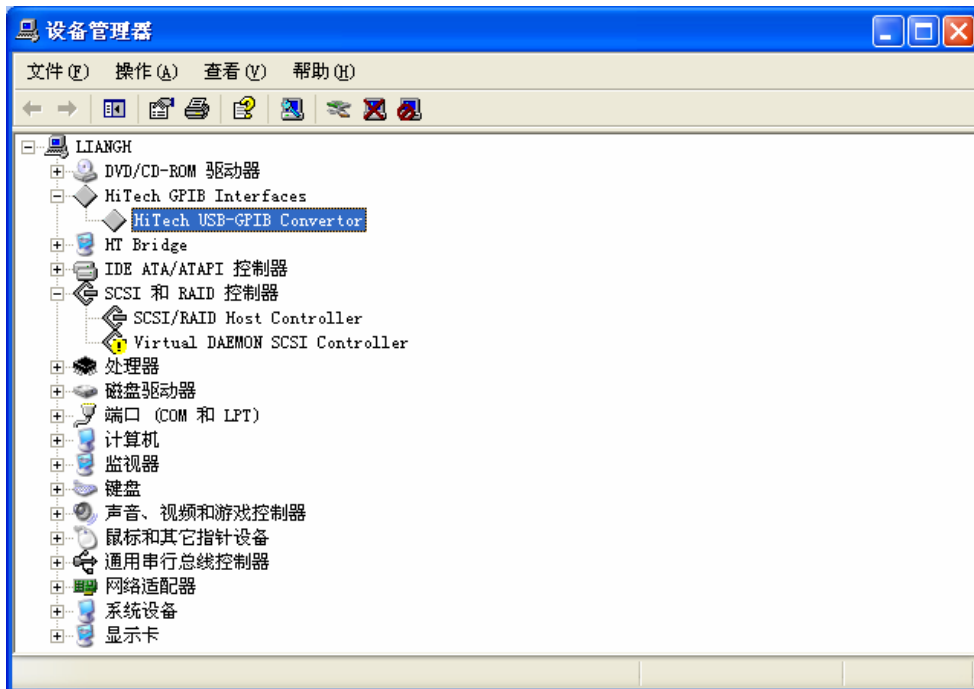 设备管理器
文件(F) 操作(A) 查看(V) 帮助(H)
LIANGH
DVD/CD-ROM 驱动器
HiTech GPIB Interfaces
HiTech USB-GPIB Convertor
HT Bridge
IDE ATA/ATAPI 控制器
SCSI 和 RAID 控制器
SCSI/RAID Host Controller
Virtual DAEMON SCSI Controller
处理器
磁盘驱动器
端口 (COM 和 LPT)
计算机
监视器
键盘
声音、视频和游戏控制器
鼠标和其它指针设备
通用串行总线控制器
网络适配器
系统设备
显示卡